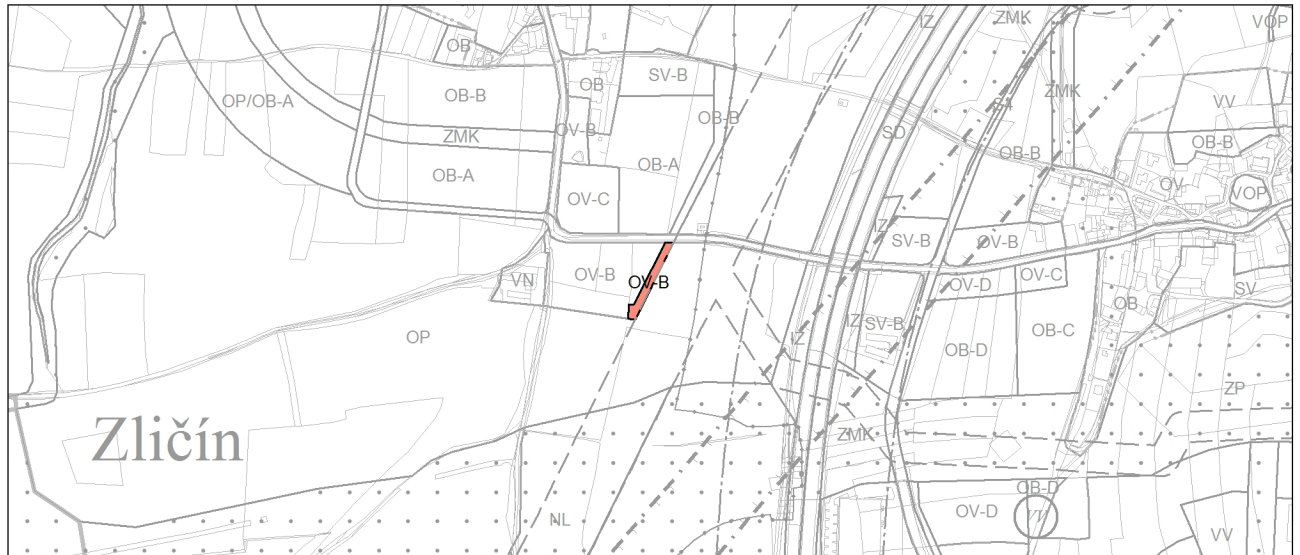 IZ
ZMK
VOP
OB
SV-B
OB
OP/OB-A
OB-B
ZMK
VV
OB-B
OV-B
SD
ZMK
OB-A
OB-B
OB-B
OB-A
OV
VOP
OV-C
IZ
SV-B
OV-B
VN
OV-B
OV-B
OV-D
OV-C
SV
OB
OP
IZ
IZ
SV-B
OB-C
OB-D
ZP
Zličín
ZMK
OB-D
NL
OV-D
VV
VV